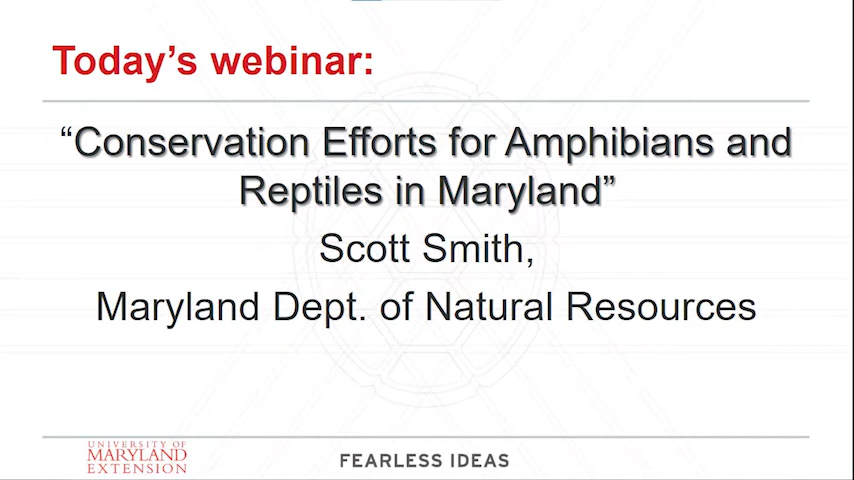 Today's webinar:
“Conservation Efforts for Amphibians and
Reptiles in Maryland”
Scott Smith,
Maryland Dept. of Natural Resources
UNIVERSITY OF
MARYLAND
EXTENSION
FEARLESS IDEAS